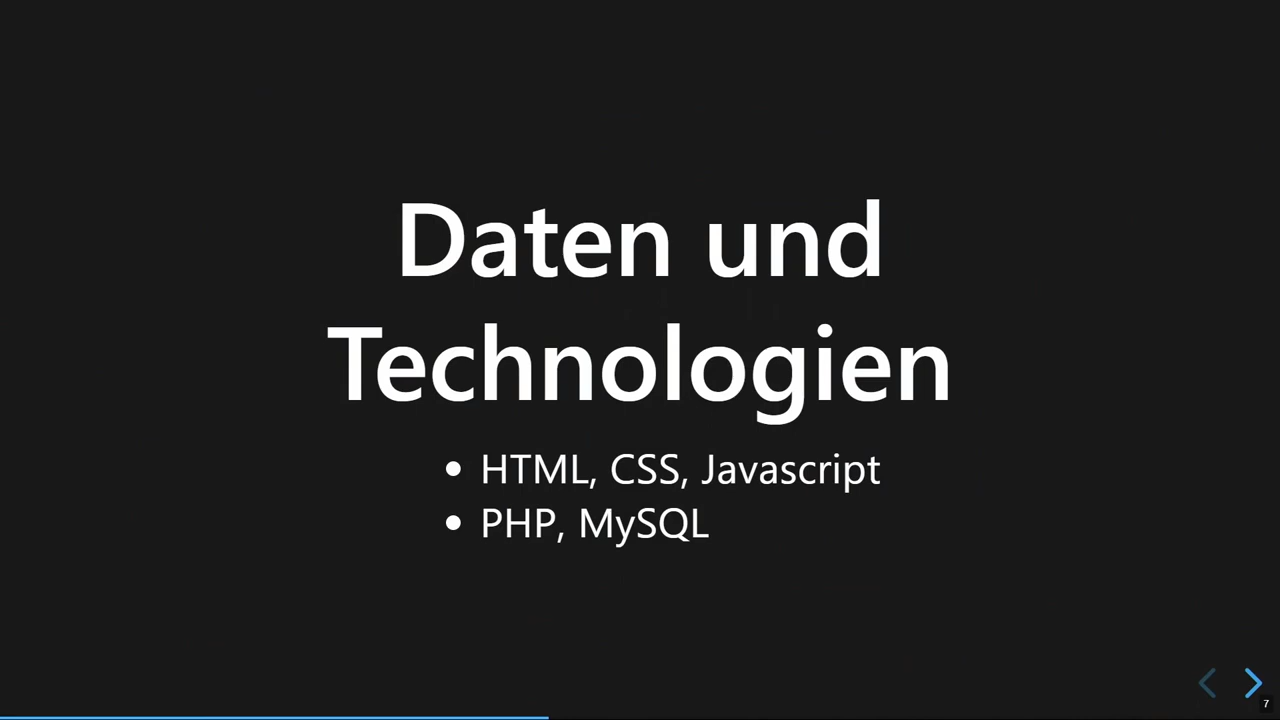 Daten und
Technologien
• HTML, CSS, Javascript
• PHP, MySQL
7